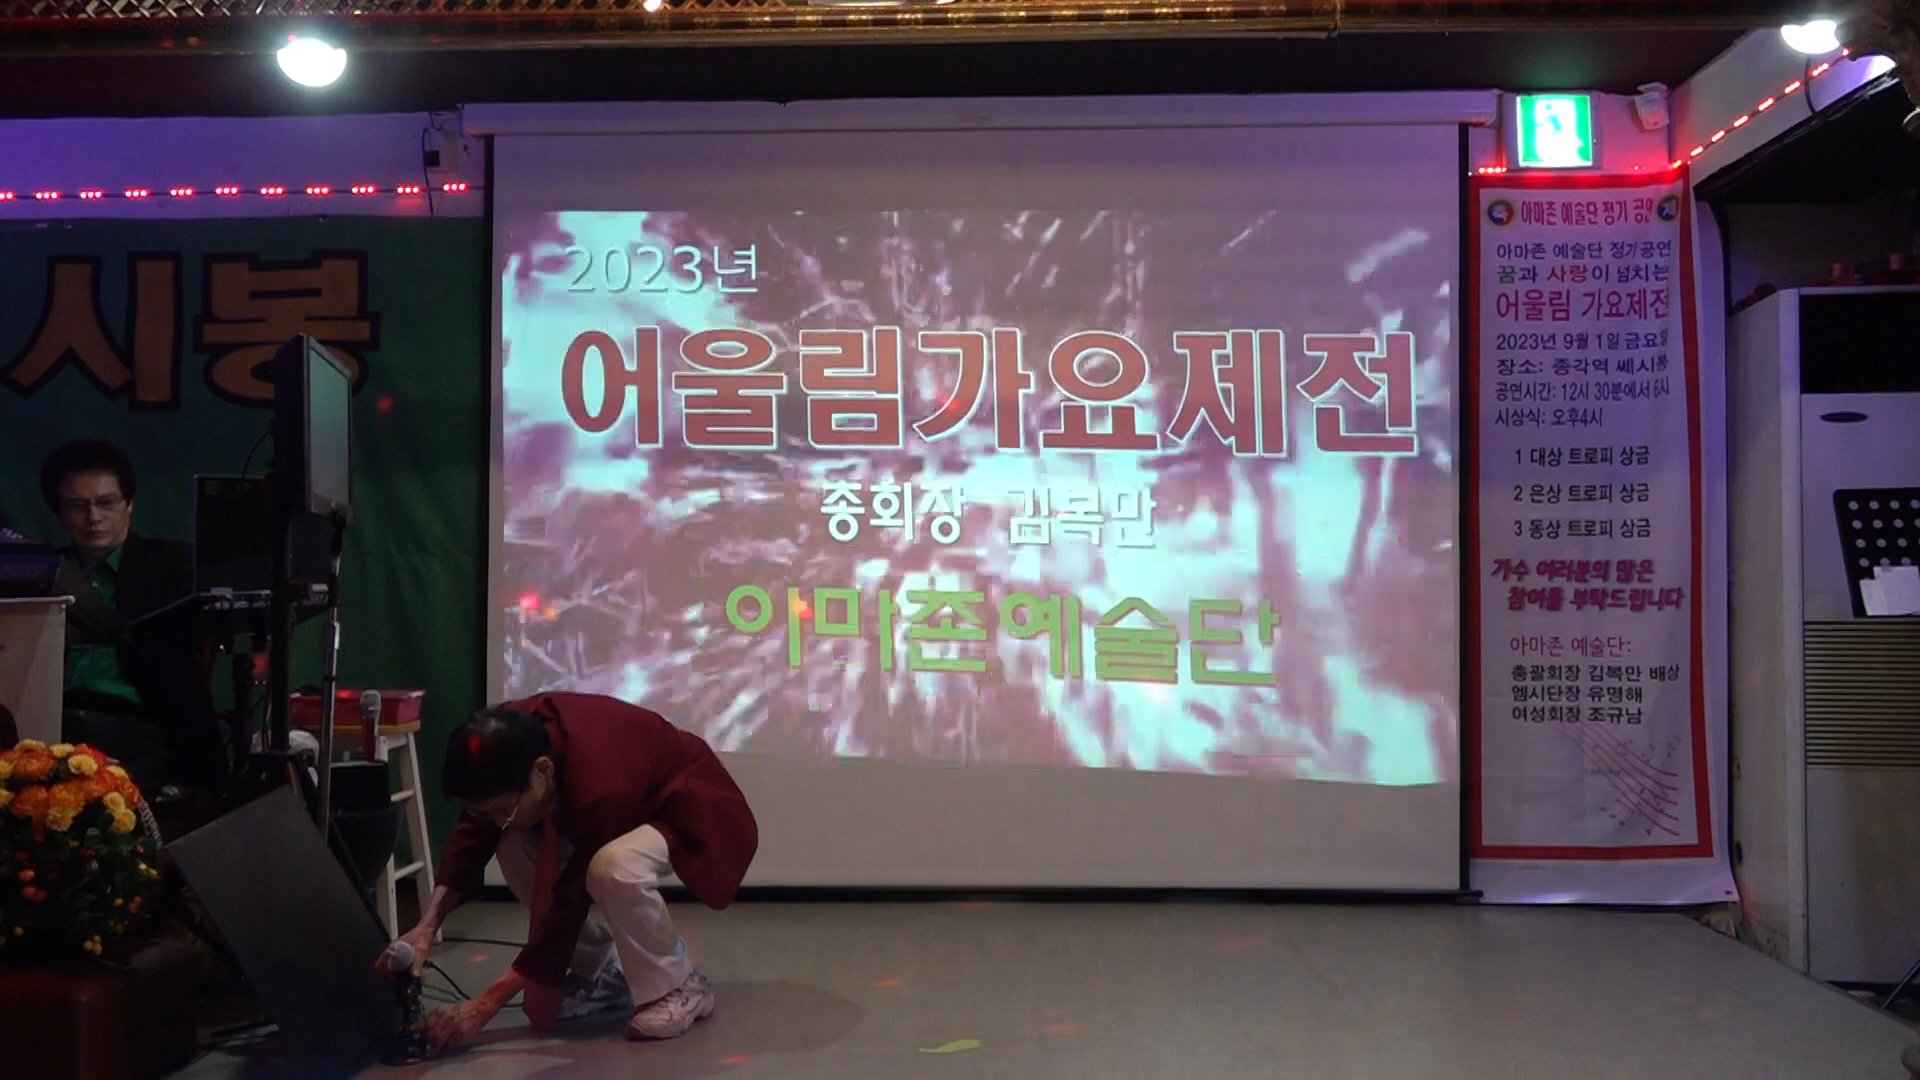 시봉
2023년
어울림가요제전
총회장 김복만
아마존예술단
축 아마존 예술단 정기 공연
아마존 예술단 정기공연
꿈과 사랑이 넘치는
어울림 가요제전
2023년 9월 1일 금요일
장소: 종각역 쎄시봉
공연시간: 12시 30분에서 6시
시상식: 오후4시
1 대상 트로피 상금
2 은상 트로피 상금
3 동상 트로피 상금
가수 여러분의 많은
참여를 부탁드립니다
아마존 예술단:
총괄회장 김복만 배상
엠시단장 유명해
여성회장 조규남